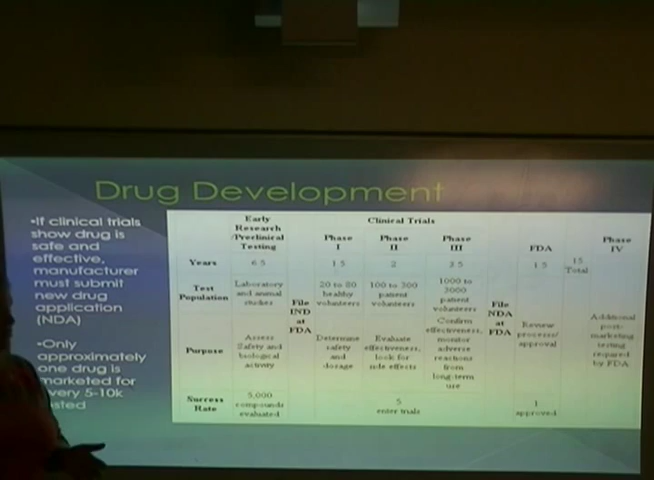 Drug Development
•If clinical trials
show drug is
safe and
effective,
manufacturer
must submit
new drug
application
(NDA)
•Only
approximately
one drug is
marketed for
every 5-10k
Early
Research
/Preclinical
Testing
Clinical Trials
Phase
I
Phase
II
Phase
III
FDA
Phase
IV
Years
6.5
1.5
2
3.5
1.5
15
Total
Test
Population
Laboratory
and animal
studies
File
IND
at
FDA
20 to 80
healthy
volunteers
100 to 300
patient
volunteers
1000 to
3000
patient
volunteers
File
NDA
at
FDA
Review
process/
approval
Additional
post-
marketing
testing
required
by FDA
Purpose
Assess
Safety and
biological
activity
Determine
safety
and
dosage
Evaluate
effectiveness,
look for
side effects
Confirm
effectiveness,
monitor
adverse
reactions
from
long-term
use
Success
Rate
5,000
compounds
evaluated
5
enter trials
1
approved